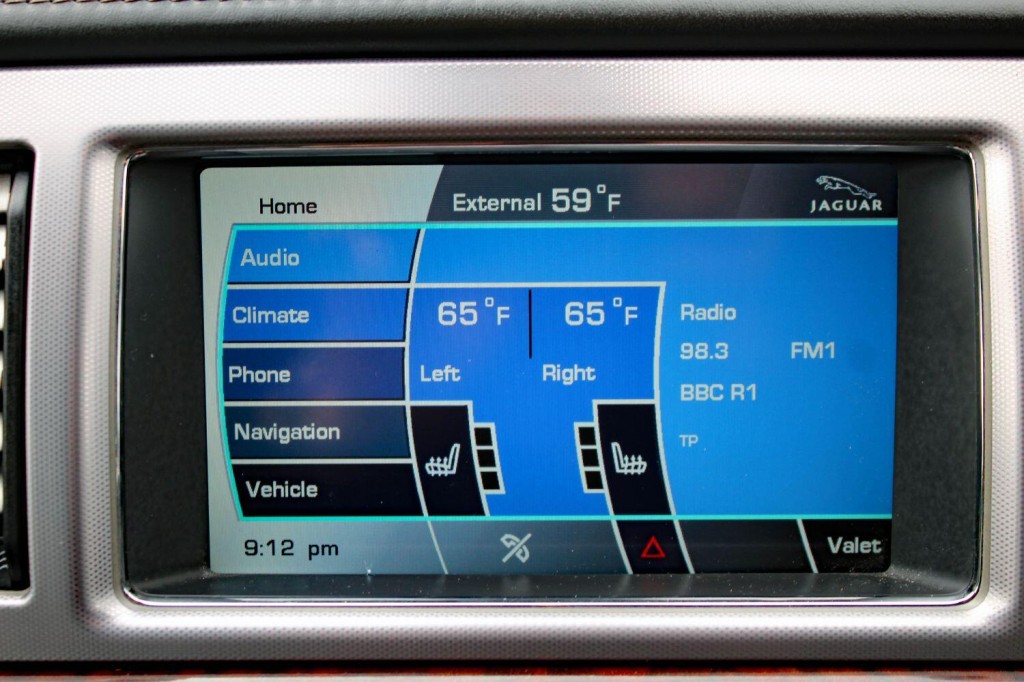 Home
External 59°F
JAGUAR
Audio
Climate
Phone
Navigation
Vehicle
65°F
65°F
Left
Right
Radio
98.3 FM1
BBC R1
TP
9:12 pm
Valet